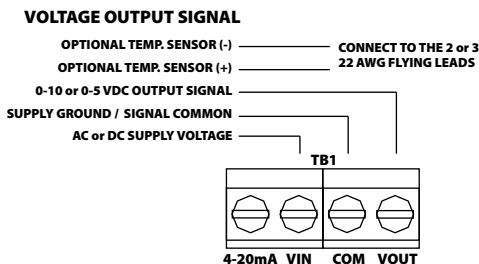 VOLTAGE OUTPUT SIGNAL
OPTIONAL TEMP. SENSOR (-)
OPTIONAL TEMP. SENSOR (+)
CONNECT TO THE 2 or 3
22 AWG FLYING LEADS
0-10 or 0-5 VDC OUTPUT SIGNAL
SUPPLY GROUND / SIGNAL COMMON
AC or DC SUPPLY VOLTAGE
TB1
4-20mA VIN COM VOUT